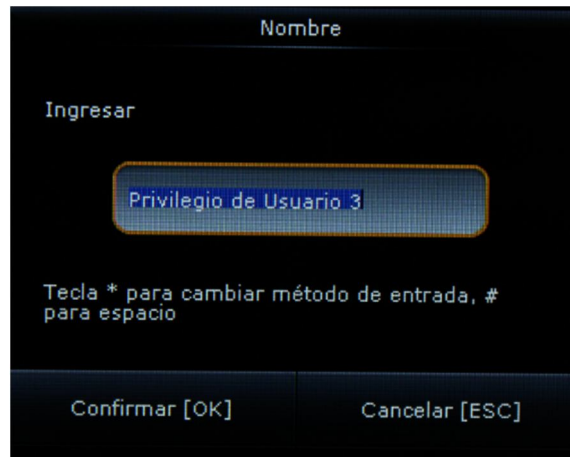 Nombre
Ingresar
Privilegio de Usuario 3
Tecla * para cambiar método de entrada, #
para espacio
Confirmar [OK]
Cancelar [ESC]